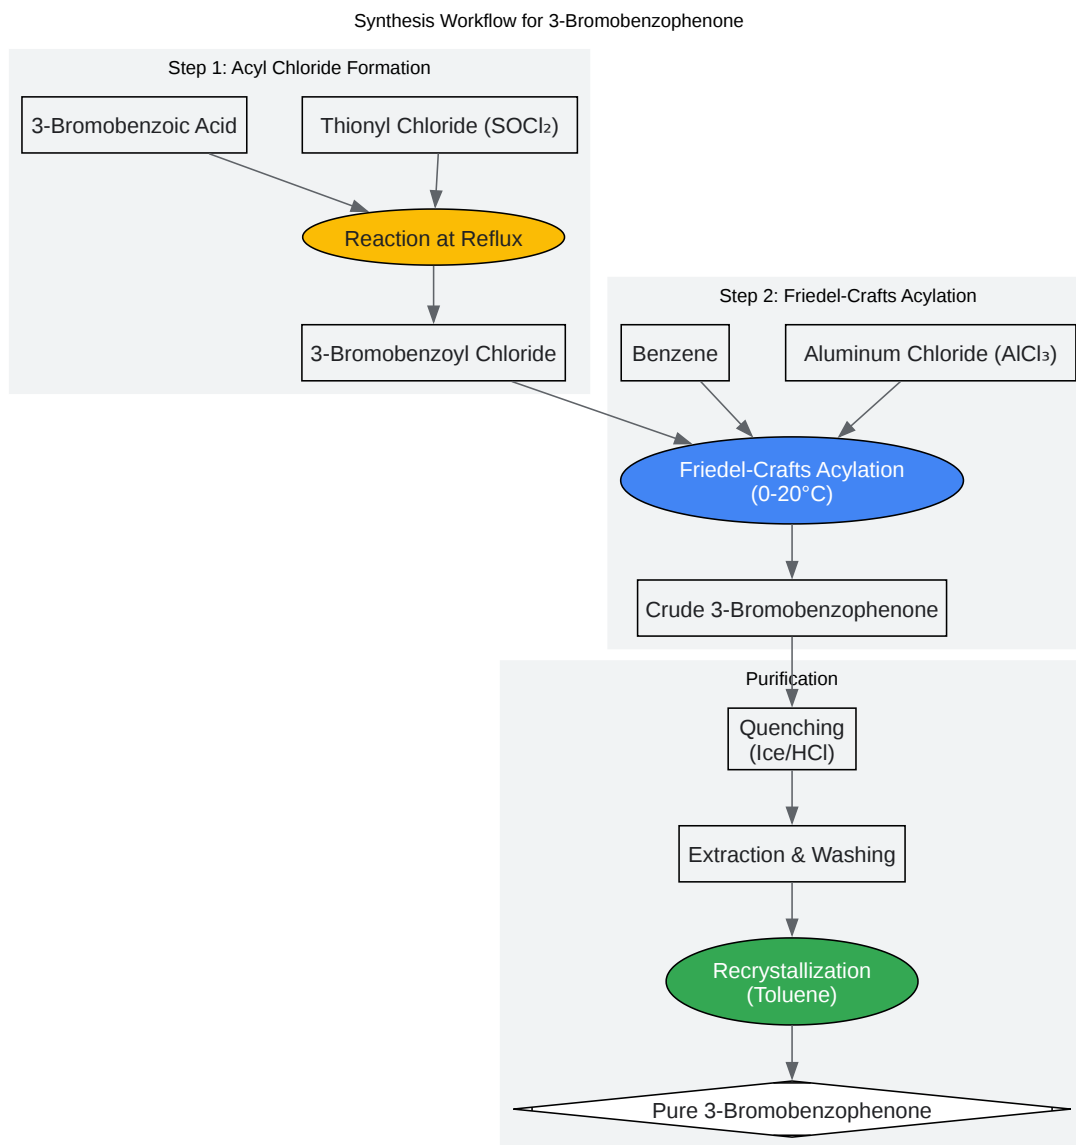 Synthesis Workflow for 3-Bromobenzophenone
Step 1: Acyl Chloride Formation
3-Bromobenzoic Acid
Thionyl Chloride (SOCl₂)
Reaction at Reflux
3-Bromobenzoyl Chloride
Step 2: Friedel-Crafts Acylation
Benzene
Aluminum Chloride (AlCl₃)
Friedel-Crafts Acylation
(0-20°C)
Crude 3-Bromobenzophenone
Purification
Quenching
(Ice/HCl)
Extraction & Washing
Recrystallization
(Toluene)
Pure 3-Bromobenzophenone